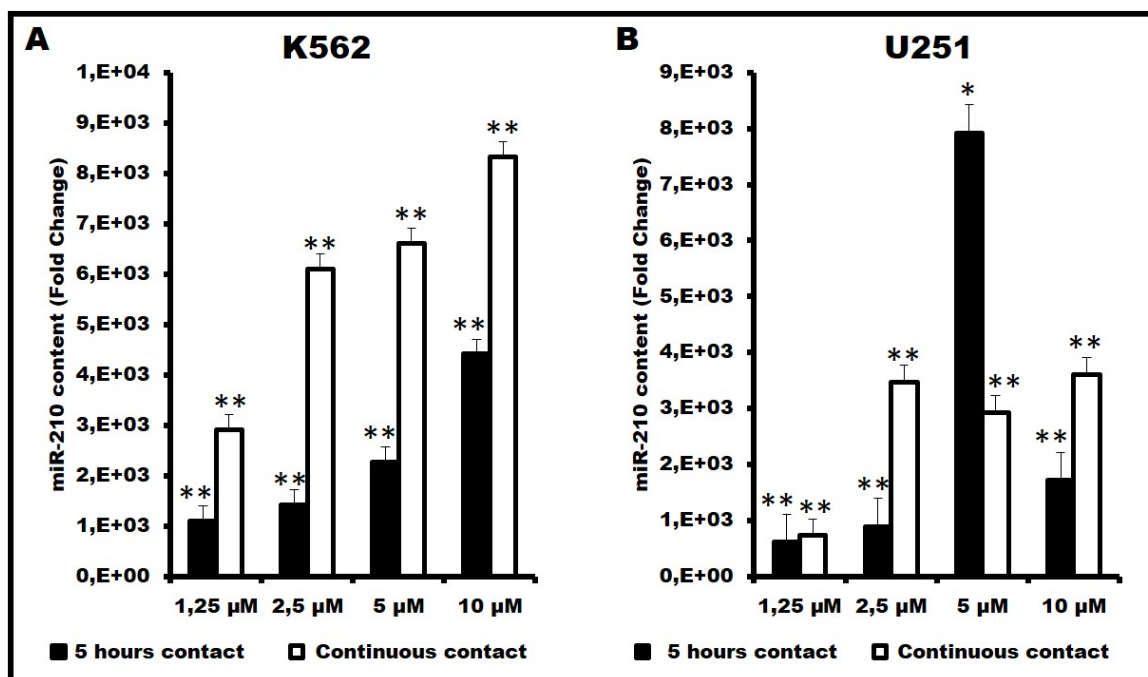 A
K562
miR-210 content (Fold Change)
1,E+04
9,E+03
8,E+03
7,E+03
6,E+03
5,E+03
4,E+03
3,E+03
2,E+03
1,E+03
0,E+00
**
**
**
**
**
**
**
**
1,25 µM
2,5 µM
5 µM
10 µM
5 hours contact
Continuous contact
B
U251
miR-210 content (Fold Change)
9,E+03
8,E+03
7,E+03
6,E+03
5,E+03
4,E+03
3,E+03
2,E+03
1,E+03
0,E+00
**
**
**
**
*
**
**
**
1,25 µM
2,5 µM
5 µM
10 µM
5 hours contact
Continuous contact